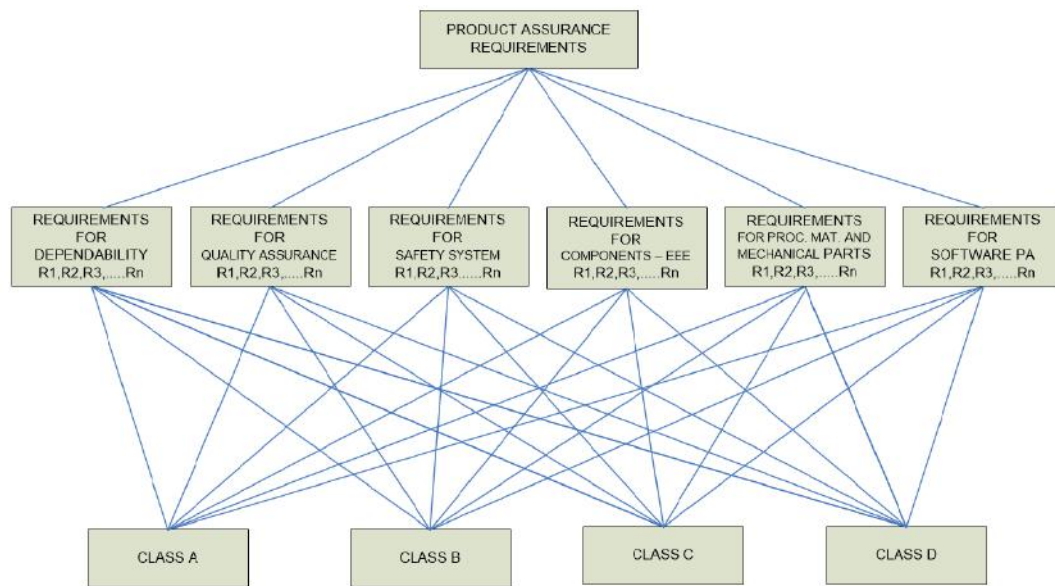 PRODUCT ASSURANCE
REQUIREMENTS
REQUIREMENTS
FOR
DEPENDABILITY
R1,R2,R3,.....Rn
REQUIREMENTS
FOR
QUALITY ASSURANCE
R1,R2,R3,.....Rn
REQUIREMENTS
FOR
SAFETY SYSTEM
R1,R2,R3.....Rn
REQUIREMENTS
FOR
COMPONENTS – EEE
R1,R2,R3,.....Rn
REQUIREMENTS
FOR PROC. MAT. AND
MECHANICAL PARTS
R1,R2,R3,.....Rn
REQUIREMENTS
FOR
SOFTWARE PA
R1,R2,R3,.....Rn
CLASS A
CLASS B
CLASS C
CLASS D